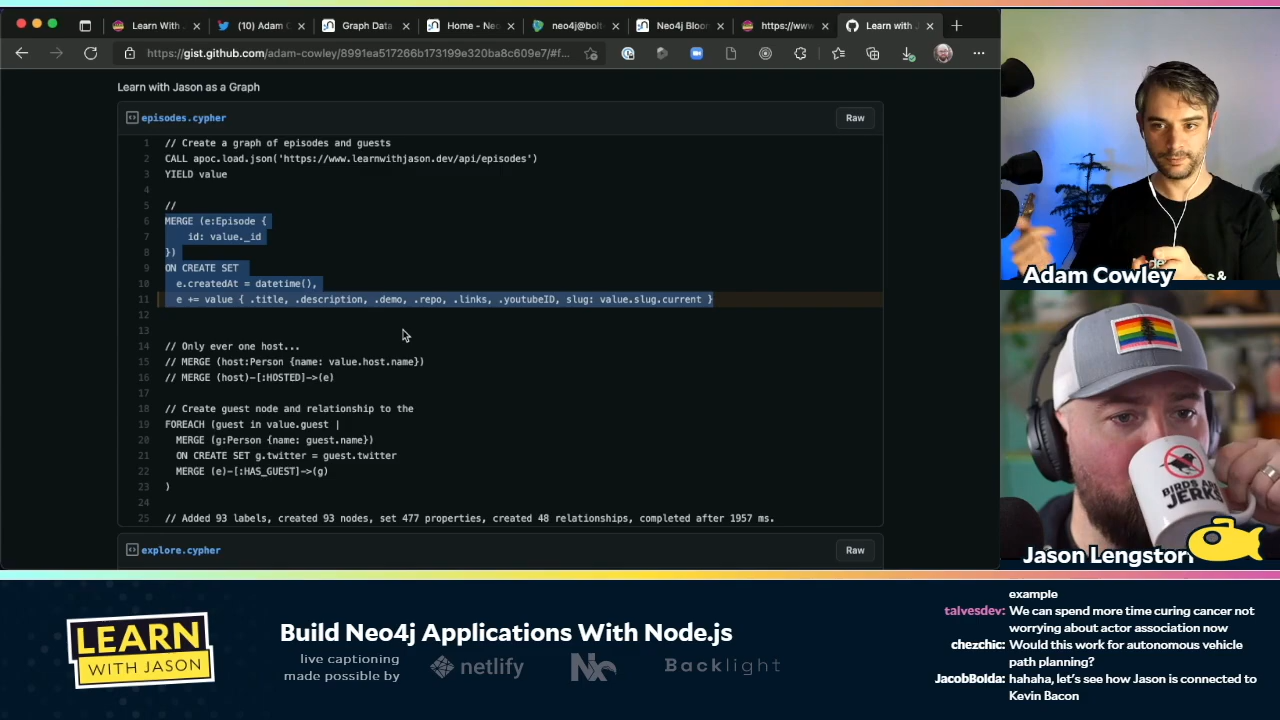 Learn With J
(10) Adam C
Graph Data
Home - Neo
neo4j@bolt
Neo4j Bloo
https://ww
Learn with J
https://gist.github.com/adam-cowley/8991ea517266b173199e320ba8c609e7/#f...
Learn with Jason as a Graph
episodes.cypher
Raw
1 // Create a graph of episodes and guests
2 CALL apoc.load.json('https://www.learnwithjason.dev/api/episodes')
3 YIELD value
4
5 //
6 MERGE (e:Episode {
7 id: value._id
8 })
9 ON CREATE SET
10 e.createdAt = datetime(),
11 e += value { .title, .description, .demo, .repo, .links, .youtubeID, slug: value.slug.current }
12
13
14 // Only ever one host...
15 // MERGE (host:Person {name: value.host.name})
16 // MERGE (host)-[:HOSTED]->(e)
17
18 // Create guest node and relationship to the
19 FOREACH (guest in value.guest |
20 MERGE (g:Person {name: guest.name})
21 ON CREATE SET g.twitter = guest.twitter
22 MERGE (e)-[:HAS_GUEST]->(g)
23 )
24
25 // Added 93 labels, created 93 nodes, set 477 properties, created 48 relationships, completed after 1957 ms.
explore.cypher
Raw
Adam Cowley
BIRDS ARE
JERKS
Jason Lengstorf
LEARN
WITH JASON
Build Neo4j Applications With Node.js
live captioning
made possible by
netlify
Backlight
example
talvesdev: We can spend more time curing cancer not
worrying about actor association now
chezchic: Would this work for autonomous vehicle
path planning?
JacobBolda: hahaha, let's see how Jason is connected to
Kevin Bacon